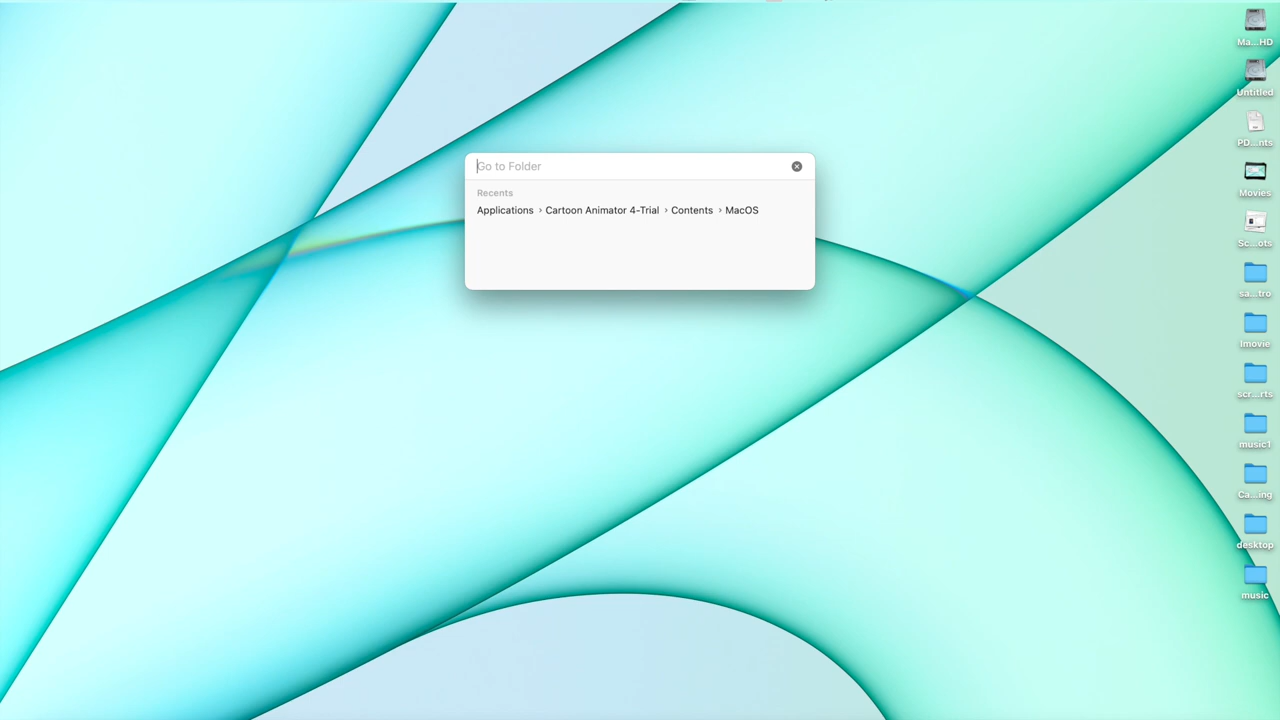 Go to Folder
Recents
Applications › Cartoon Animator 4-Trial › Contents › MacOS
Ma...HD
Untitled
PD...nts
Movies
Sc...ots
sa...tro
Imovie
scr...rts
music1
Ca...ing
desktop
music